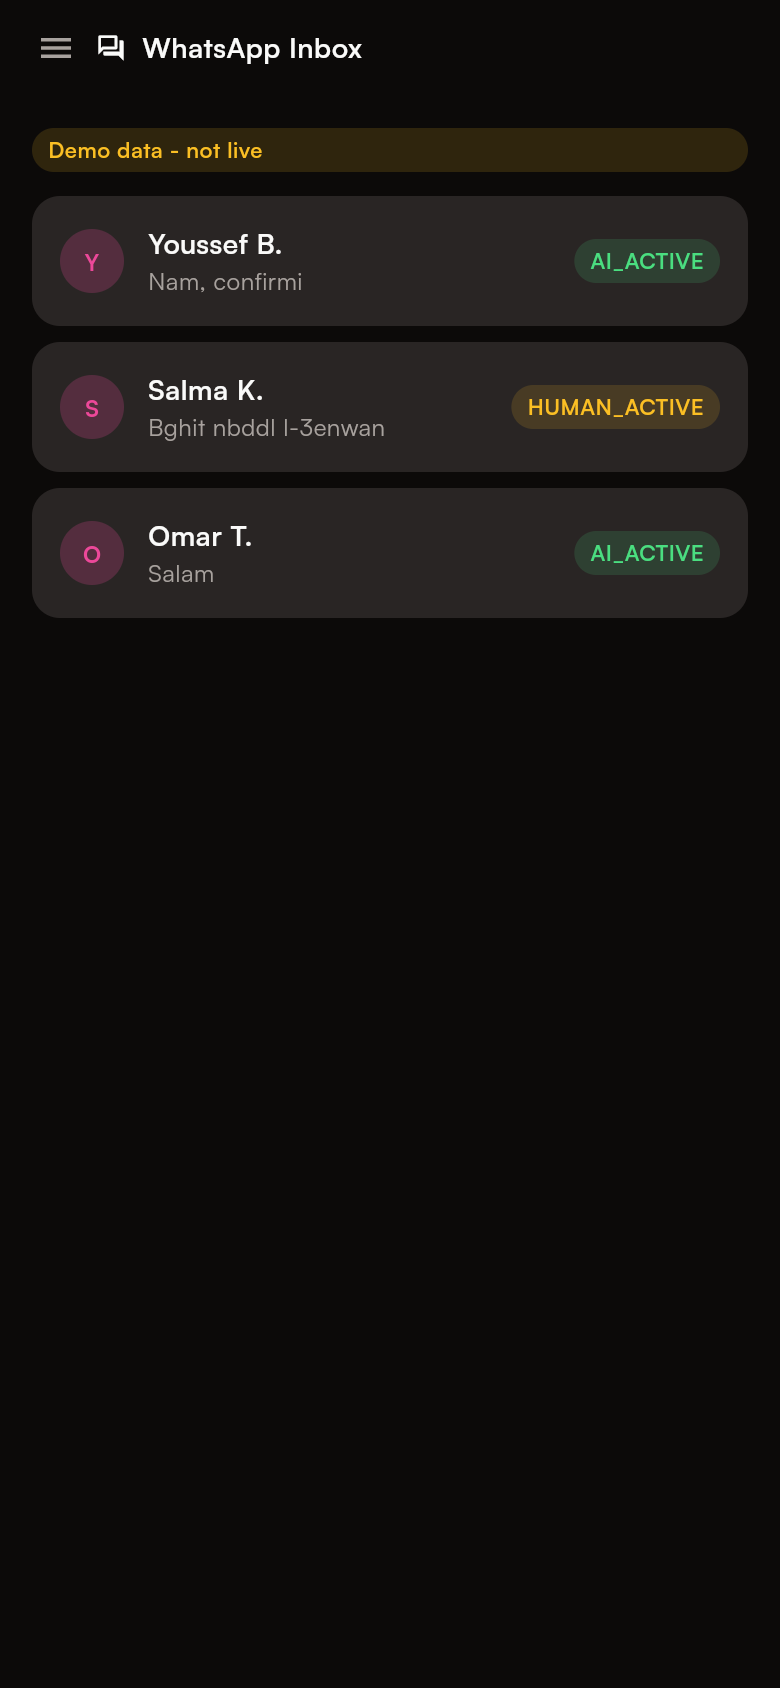 WhatsApp Inbox
Demo data - not live
Y
Youssef B.
Nam, confirmi
AI_ACTIVE
S
Salma K.
Bghit nbddl l-3enwan
HUMAN_ACTIVE
O
Omar T.
Salam
AI_ACTIVE